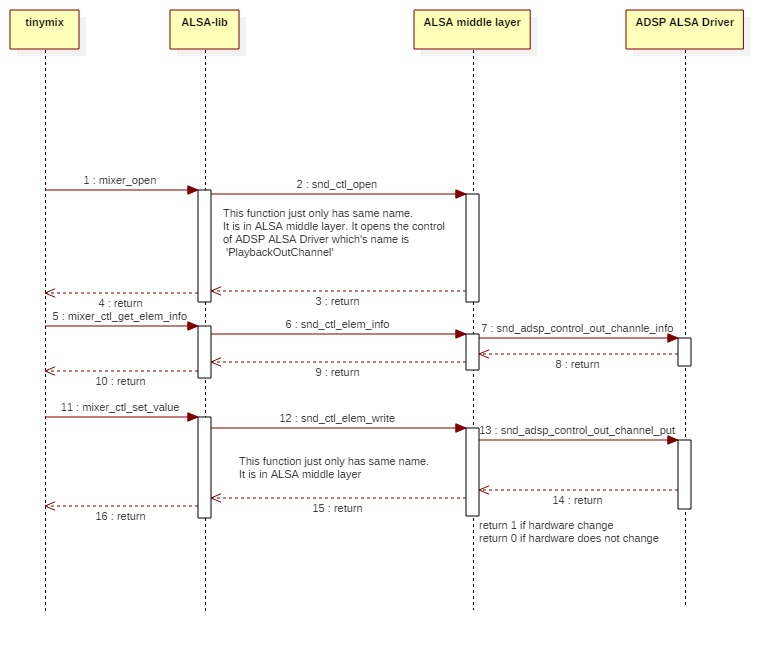 tinymix
ALSA-lib
ALSA middle layer
ADSP ALSA Driver
1 : mixer_open
2 : snd_ctl_open
This function just only has same name.
It is in ALSA middle layer. It opens the control
of ADSP ALSA Driver which's name is
'PlaybackOutChannel'
3 : return
4 : return
5 : mixer_ctl_get_elem_info
6 : snd_ctl_elem_info
7 : snd_adsp_control_out_channle_info
8 : return
9 : return
10 : return
11 : mixer_ctl_set_value
12 : snd_ctl_elem_write
13 : snd_adsp_control_out_channel_put
This function just only has same name.
It is in ALSA middle layer
14 : return
15 : return
16 : return
return 1 if hardware change
return 0 if hardware does not change